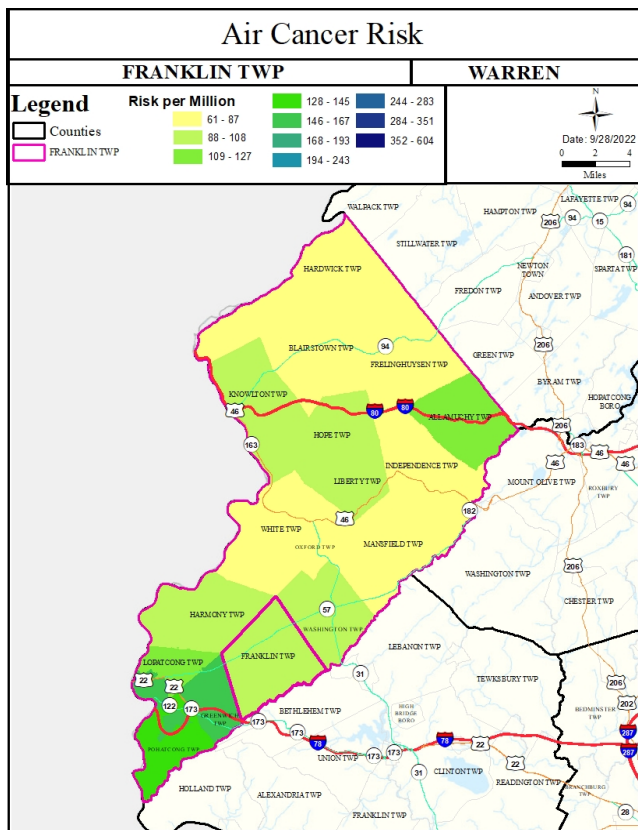 Air Cancer Risk
FRANKLIN TWP
WARREN
Legend
Counties
FRANKLIN TWP
Risk per Million
61 - 87
88 - 108
109 - 127
128 - 145
146 - 167
168 - 193
194 - 243
244 - 283
284 - 351
352 - 604
N
Date: 9/28/2022
0 2 4
Miles
WALPACK TWP
HAMPTON TWP
LAFAYETTE TWP
94
206
94
15
STILLWATER TWP
181
HARDWICK TWP
NEWTON
TOWN
SPARTA TWP
FREDON TWP
ANDOVER TWP
BLAIRSTOWN TWP
94
206
FRELINGHUYSEN TWP
GREEN TWP
BYRAM TWP
KNOWLTON TWP
46
80
80
ALLAMUCHY TWP
HOPATCONG
BORO
206
163
HOPE TWP
183
46
46
46
INDEPENDENCE TWP
LIBERTY TWP
MOUNT OLIVE TWP
ROXBURY
TWP
182
46
WHITE TWP
OXFORD TWP
MANSFIELD TWP
206
WASHINGTON TWP
CHESTER TWP
57
HARMONY TWP
WASHINGTON TWP
LEBANON TWP
LOPATCONG TWP
FRANKLIN TWP
31
22
22
TEWKSBURY TWP
206
202
122
173
HIGH
BRIDGE
BORO
BEDMINSTER
TWP
BETHLEHEM TWP
173
173
78
173
173
78
287
287
POHATCONG TWP
UNION TWP
22
22
31
CLINTON TWP
READINGTON TWP
HOLLAND TWP
ALEXANDRIA TWP
FRANKLIN TWP
28